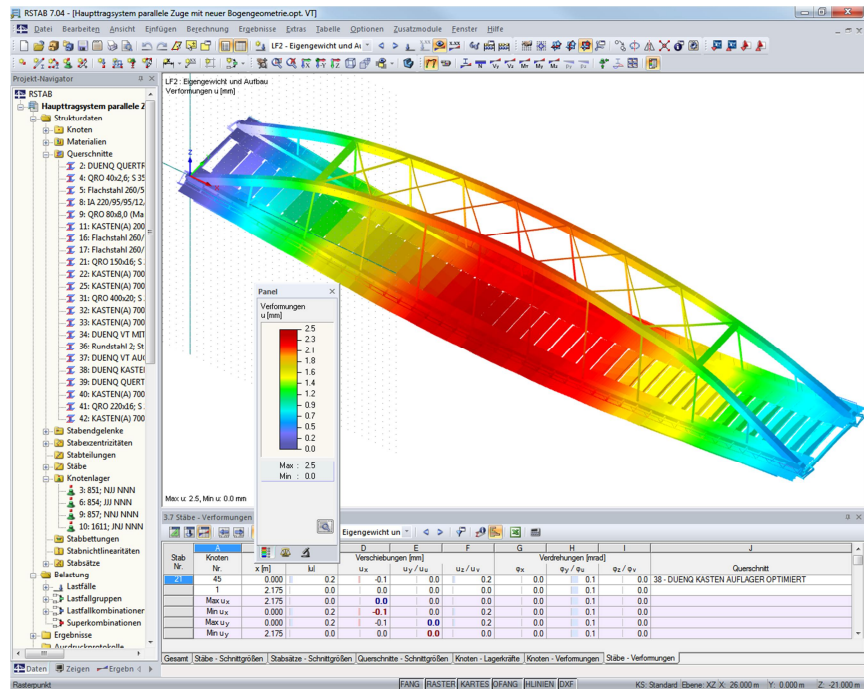 RSTAB 7.04 - [Haupttragsystem parallele Zuge mit neuer Bogengeometrie.opt. VT]
Datei Bearbeiten Ansicht Einfügen Berechnung Ergebnisse Extras Tabelle Optionen Zusatzmodule Fenster Hilfe
LF2 - Eigengewicht und Au
Projekt-Navigator
RSTAB
Haupttragsystem parallele Z
Strukturdaten
Knoten
Materialien
Querschnitte
2: DUENQ QUERTR
4: QRO 40x2,6; S 35
5: Flachstahl 260/5
8: IA 220/95/95/12,
9: QRO 80x8,0 (Ma
11: KASTEN(A) 200
16: Flachstahl 260/
17: Flachstahl 260/
21: QRO 150x16; S
22: KASTEN(A) 700
25: KASTEN(A) 700
31: QRO 400x20; S
32: KASTEN(A) 700
33: KASTEN(A) 700
34: DUENQ VT MIT
36: Rundstahl 2; St
37: DUENQ VT AUC
38: DUENQ KASTEI
39: DUENQ QUERT
40: KASTEN(A) 700
41: QRO 220x16; S
42: KASTEN(A) 700
Stabendgelenke
Stabexzentrizitäten
Stabteilungen
Stäbe
Knotenlager
3: 851; NJJ NNN
6: 854; JJJ NNN
9: 857; NNJ NNN
10: 1611; JNJ NNN
Stabbettungen
Stabnichtlinearitäten
Stabsätze
Belastung
Lastfälle
Lastfallgruppen
Lastfallkombinationen
Superkombinationen
Ergebnisse
Ausdruckprotokolle
Daten Zeigen Ergebn
LF2 : Eigengewicht und Aufbau
Verformungen u [mm]
Z
Panel
Verformungen
u [mm]
2.5
2.3
2.1
1.8
1.6
1.4
1.2
0.9
0.7
0.5
0.2
0.0
Max : 2.5
Min : 0.0
Max u: 2.5, Min u: 0.0 mm
3.7 Stäbe - Verformungen
Eigengewicht un
A D E F G H I J
Stab Knoten Verschiebungen [mm] Verdrehungen [mrad]
Nr. Nr. x [m] |u| ux uy / uu uz / uv φx φy / φu φz / φv Querschnitt
21 45 0.000 0.2 -0.1 0.0 0.2 0.0 0.1 0.0 38 - DUENQ KASTEN AUFLAGER OPTIMIERT
1 2.175 0.0 0.0 0.0 0.0 0.0 0.1 0.0
Max ux 2.175 0.0 0.0 0.0 0.0 0.0 0.1 0.0
Min ux 0.000 0.2 -0.1 0.0 0.2 0.0 0.1 0.0
Max uy 0.000 0.2 -0.1 0.0 0.2 0.0 0.1 0.0
Min uy 2.175 0.0 0.0 0.0 0.0 0.0 0.1 0.0
Gesamt Stäbe - Schnittgrößen Stabsätze - Schnittgrößen Querschnitte - Schnittgrößen Knoten - Lagerkräfte Knoten - Verformungen Stäbe - Verformungen
Rasterpunkt FANG RASTER KARTES OFANG HLINIEN DXF KS: Standard Ebene: XZ X: 26.000 m Y: 0.000 m Z: -21.000 m